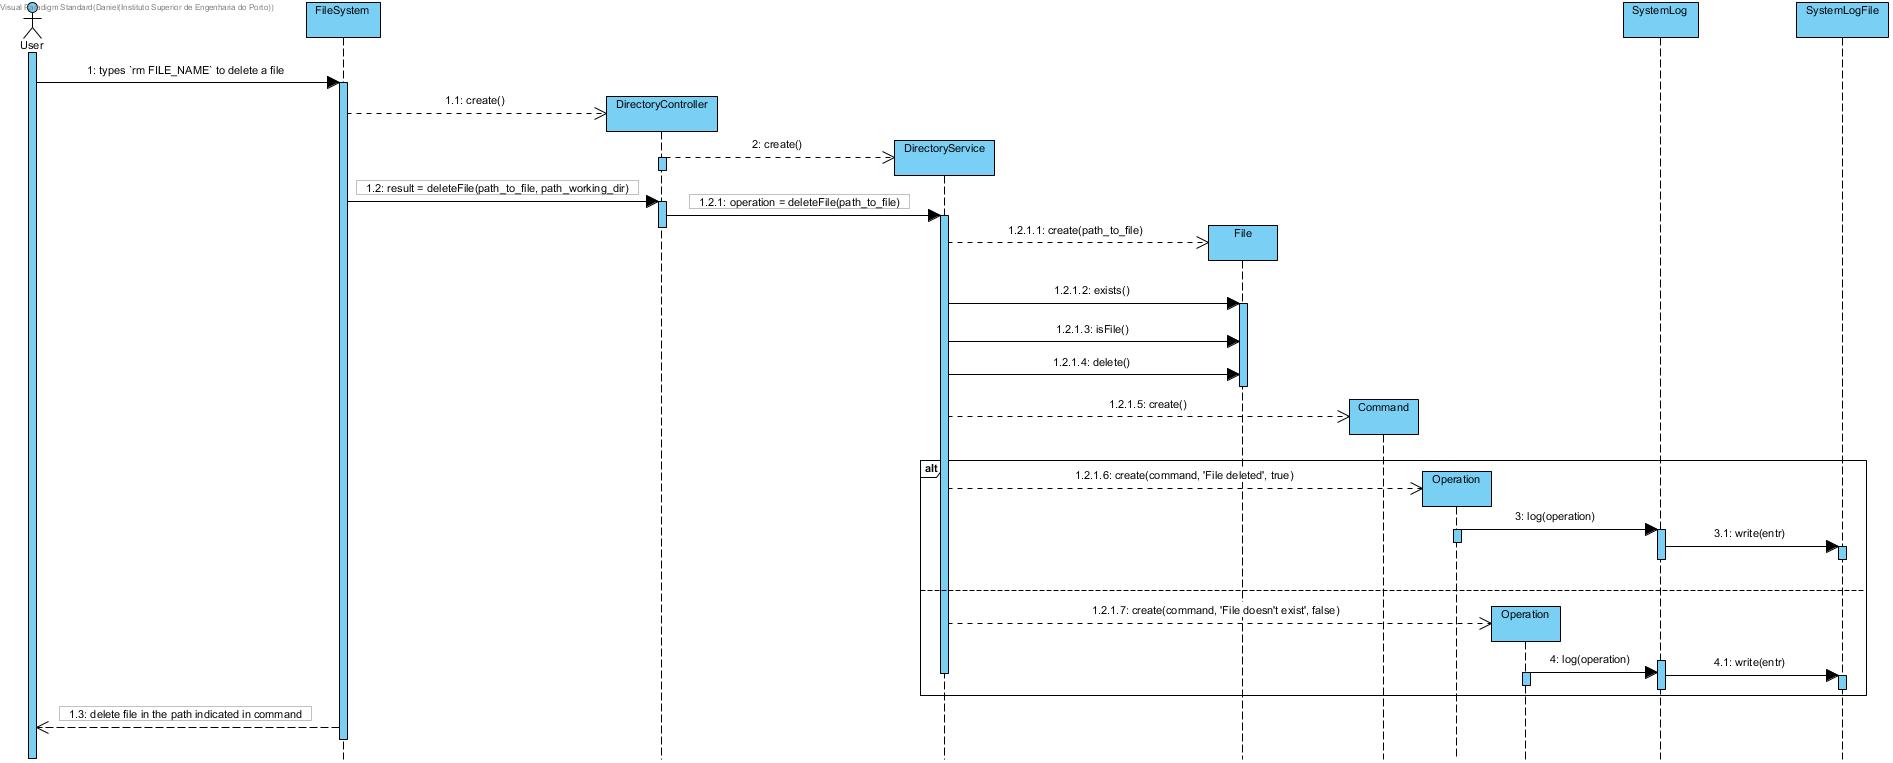 Visual Paradigm Standard(Daniel(Instituto Superior de Engenharia do Porto))
User
FileSystem
SystemLog
SystemLogFile
1: types `rm FILE_NAME` to delete a file
1.1: create()
DirectoryController
2: create()
DirectoryService
1.2: result = deleteFile(path_to_file, path_working_dir)
1.2.1: operation = deleteFile(path_to_file)
1.2.1.1: create(path_to_file)
File
1.2.1.2: exists()
1.2.1.3: isFile()
1.2.1.4: delete()
1.2.1.5: create()
Command
alt
1.2.1.6: create(command, 'File deleted', true)
Operation
3: log(operation)
3.1: write(entr)
1.2.1.7: create(command, 'File doesn't exist', false)
Operation
4: log(operation)
4.1: write(entr)
1.3: delete file in the path indicated in command